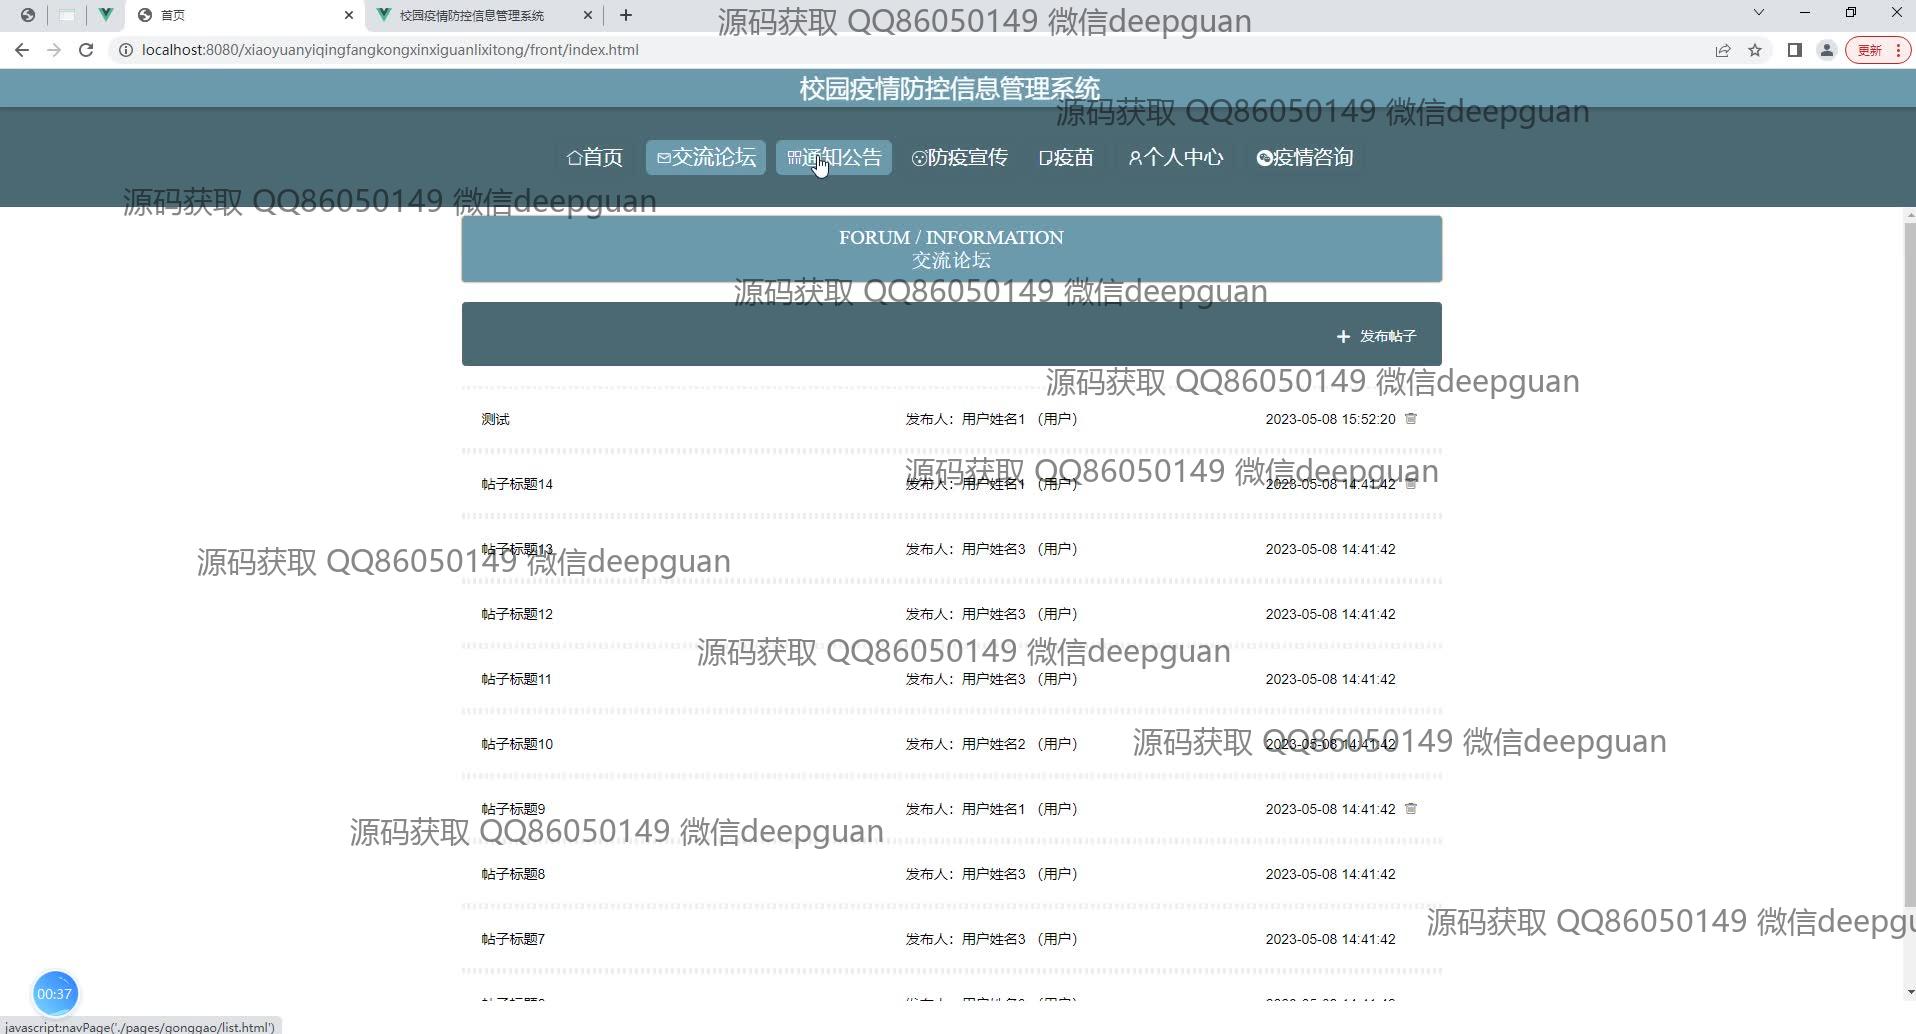 首页
校园疫情防控信息管理系统
源码获取 QQ86050149 微信deepguan
localhost:8080/xiaoyuanyiqingfangkongxinxiguanlixitong/front/index.html
更新
校园疫情防控信息管理系统
源码获取 QQ86050149 微信deepguan
首页
交流论坛
通知公告
防疫宣传
疫苗
个人中心
疫情咨询
源码获取 QQ86050149 微信deepguan
FORUM / INFORMATION
交流论坛
源码获取 QQ86050149 微信deepguan
发布帖子
源码获取 QQ86050149 微信deepguan
测试 发布人：用户姓名1 （用户） 2023-05-08 15:52:20
源码获取 QQ86050149 微信deepguan
帖子标题14 发布人：用户姓名1 （用户） 2023-05-08 14:41:42
帖子标题13 发布人：用户姓名3 （用户） 2023-05-08 14:41:42
源码获取 QQ86050149 微信deepguan
帖子标题12 发布人：用户姓名3 （用户） 2023-05-08 14:41:42
源码获取 QQ86050149 微信deepguan
帖子标题11 发布人：用户姓名3 （用户） 2023-05-08 14:41:42
帖子标题10 发布人：用户姓名2 （用户） 2023-05-08 14:41:42
源码获取 QQ86050149 微信deepguan
帖子标题9 发布人：用户姓名1 （用户） 2023-05-08 14:41:42
源码获取 QQ86050149 微信deepguan
帖子标题8 发布人：用户姓名3 （用户） 2023-05-08 14:41:42
源码获取 QQ86050149 微信deepgu
帖子标题7 发布人：用户姓名3 （用户） 2023-05-08 14:41:42
00:37
javascript:navPage('./pages/gonggao/list.html')